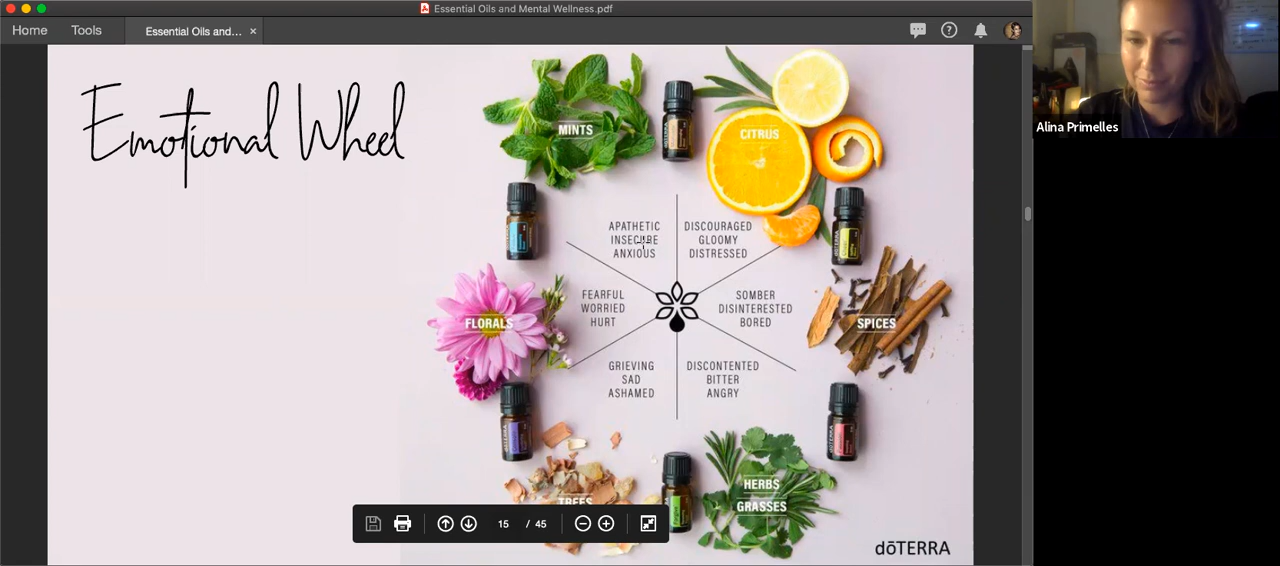 Essential Oils and Mental Wellness.pdf
Home
Tools
Essential Oils and...
Alina Primelles
Emotional Wheel
MINTS
CITRUS
APATHETIC
INSECURE
ANXIOUS
DISCOURAGED
GLOOMY
DISTRESSED
FLORALS
FEARFUL
WORRIED
HURT
SOMBER
DISINTERESTED
BORED
SPICES
GRIEVING
SAD
ASHAMED
DISCONTENTED
BITTER
ANGRY
TREES
HERBS
GRASSES
15 / 45
dōTERRA